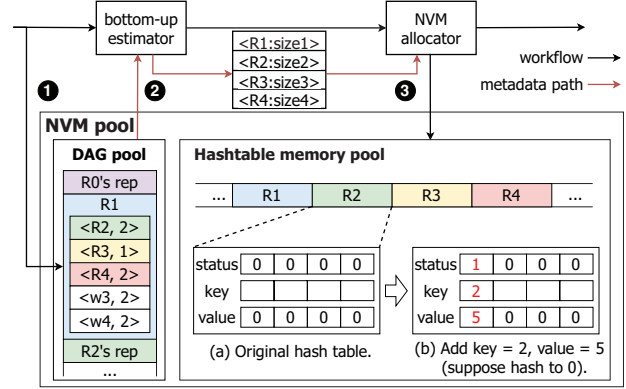 bottom-up
estimator
NVM
allocator
<R1:size1>
<R2:size2>
<R3:size3>
<R4:size4>
workflow
metadata path
1
2
3
NVM pool
DAG pool
R0's rep
R1
<R2, 2>
<R3, 1>
<R4, 2>
<w3, 2>
<w4, 2>
R2's rep
...
Hashtable memory pool
... R1 R2 R3 R4 ...
status 0 0 0 0
key
value 0 0 0 0
(a) Original hash table.
status 1 0 0 0
key 2
value 5 0 0 0
(b) Add key = 2, value = 5
(suppose hash to 0).